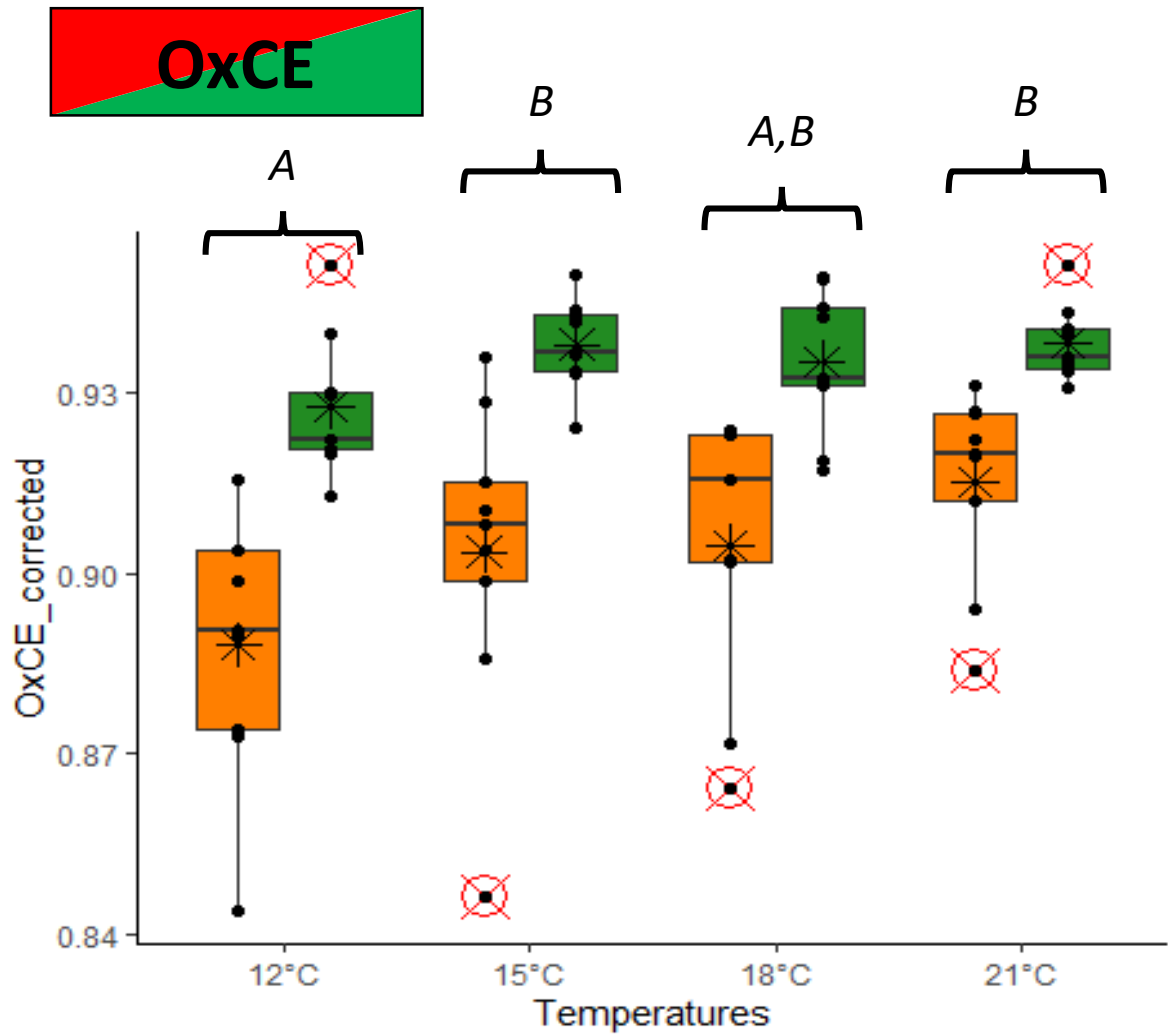 OxCE
A
B
A,B
B
OxCE_corrected
0.93
0.90
0.87
0.84
12°C
15°C
18°C
21°C
Temperatures